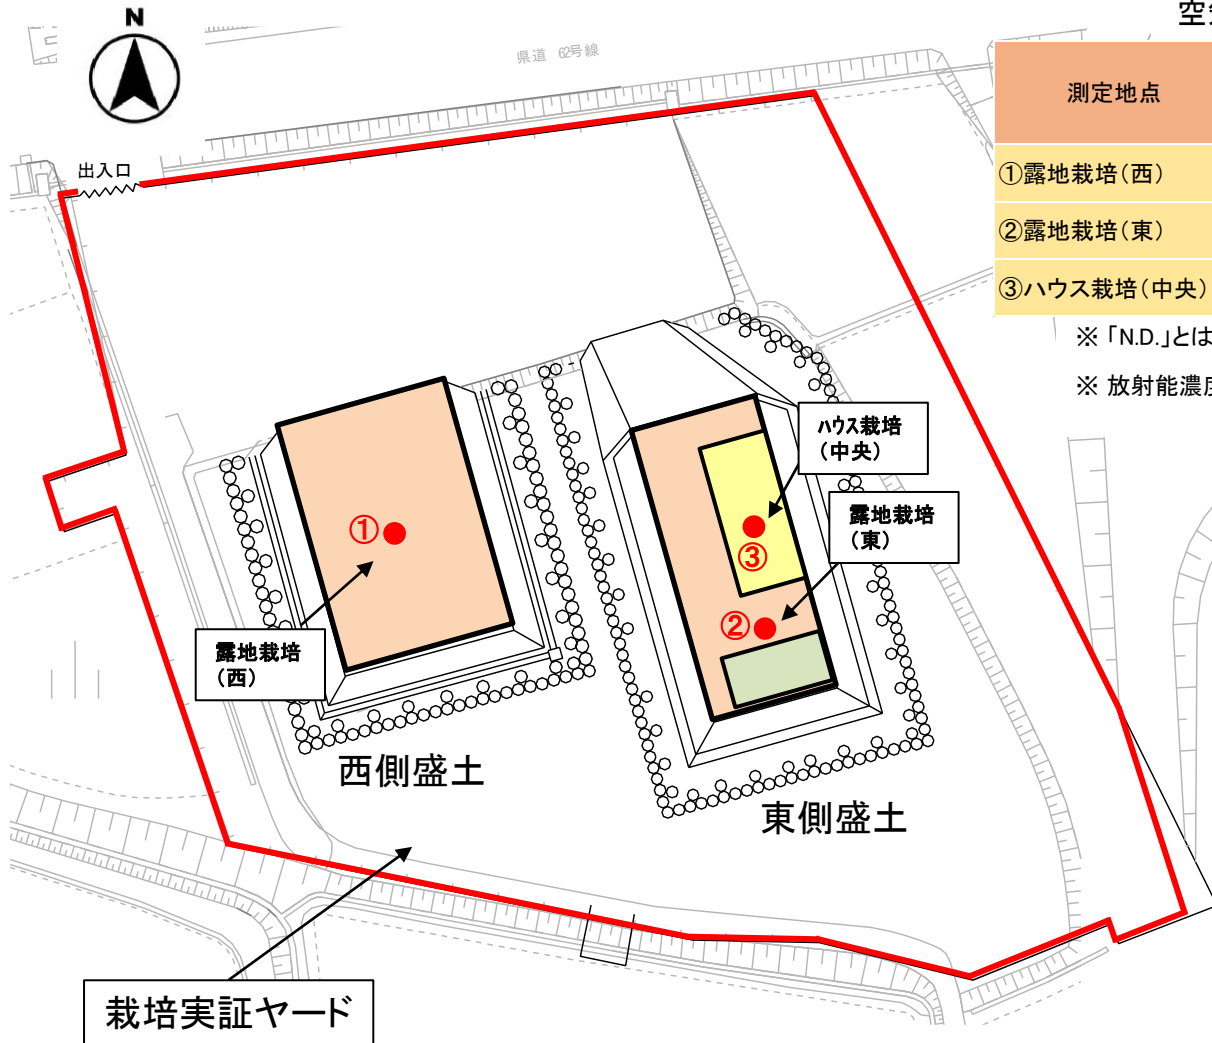 N
空
県道 62号線
測定地点
出入口
①露地栽培(西)
②露地栽培(東)
③ハウス栽培(中央)
※ 「N.D.」とは
※ 放射能濃度
ハウス栽培
(中央)
露地栽培
(東)
①
③
②
露地栽培
(西)
西側盛土
東側盛土
栽培実証ヤード